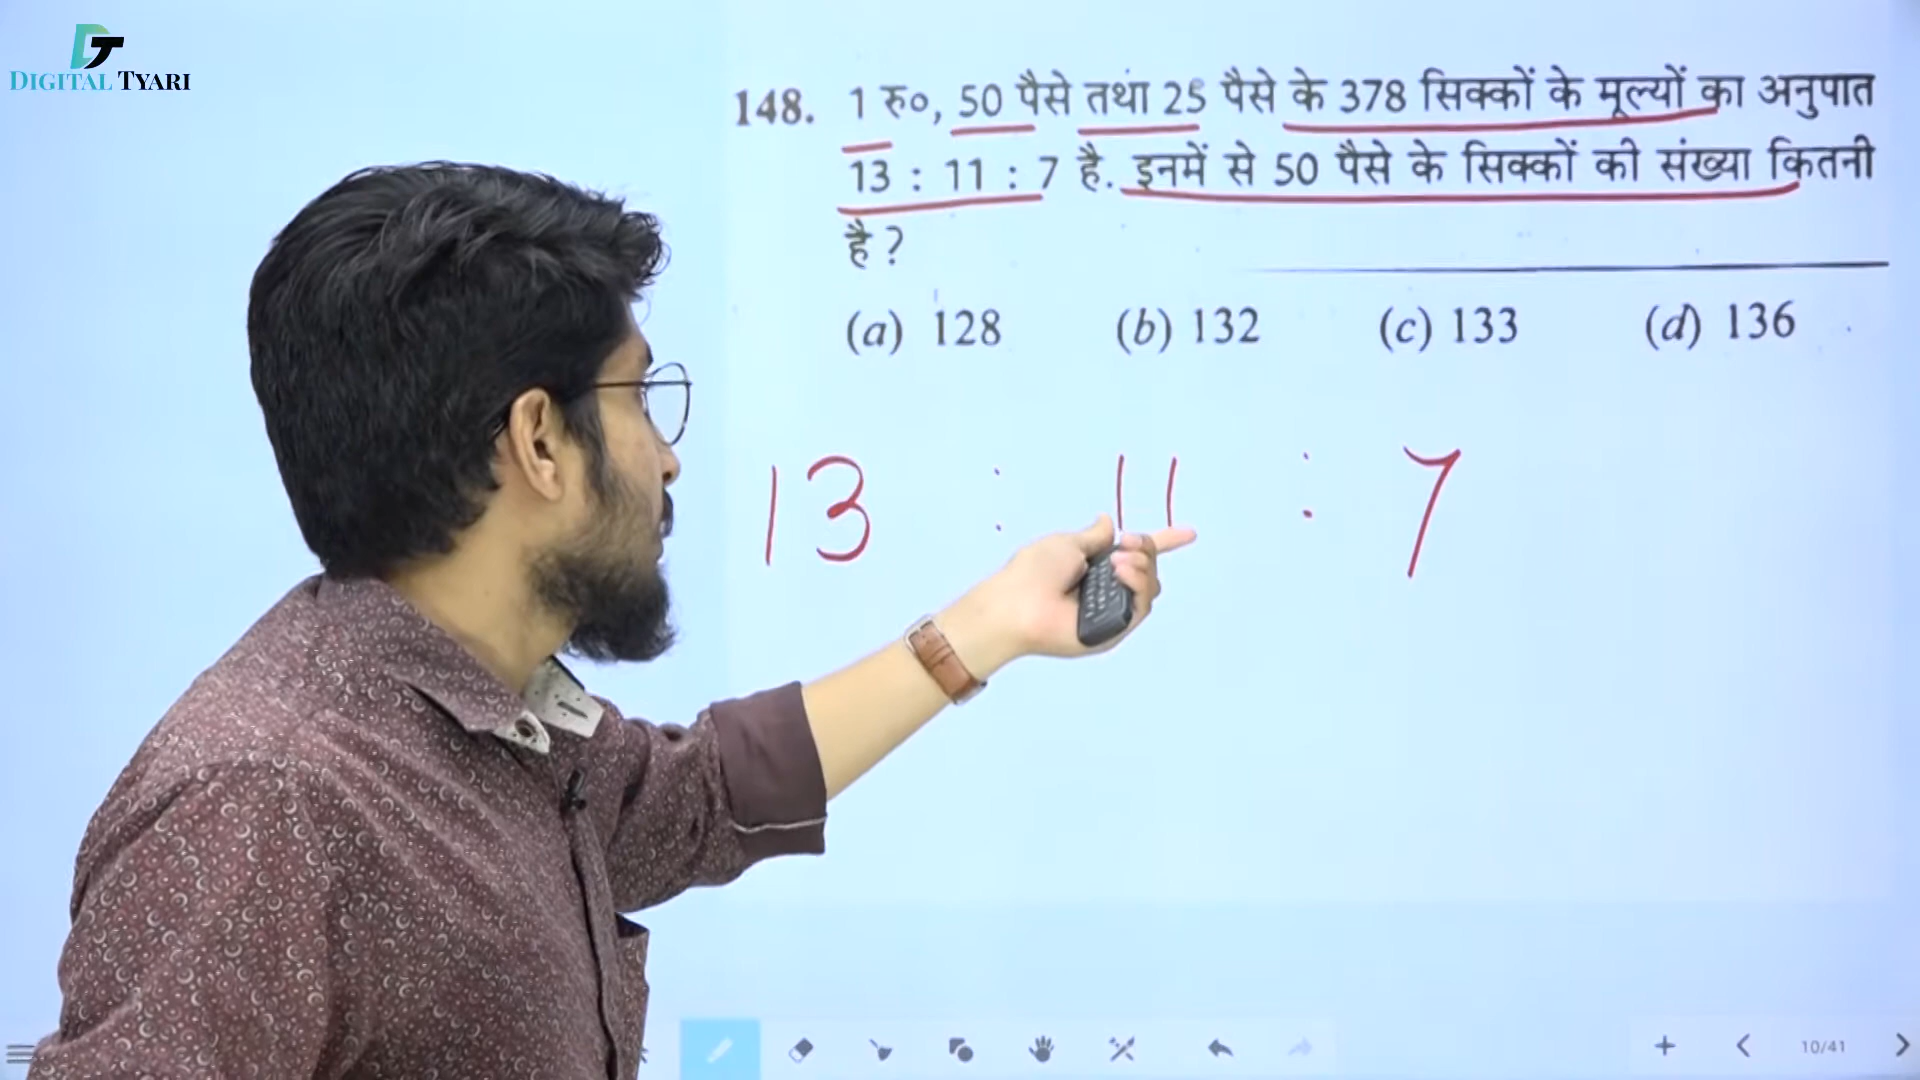 DIGITAL TYARI
148. 1 रु०, 50 पैसे तथा 25 पैसे के 378 सिक्कों के मूल्यों का अनुपात
13 : 11 : 7 है. इनमें से 50 पैसे के सिक्कों की संख्या कितनी
है ?
(a) 128 (b) 132 (c) 133 (d) 136
13 : 11 : 7
10/41